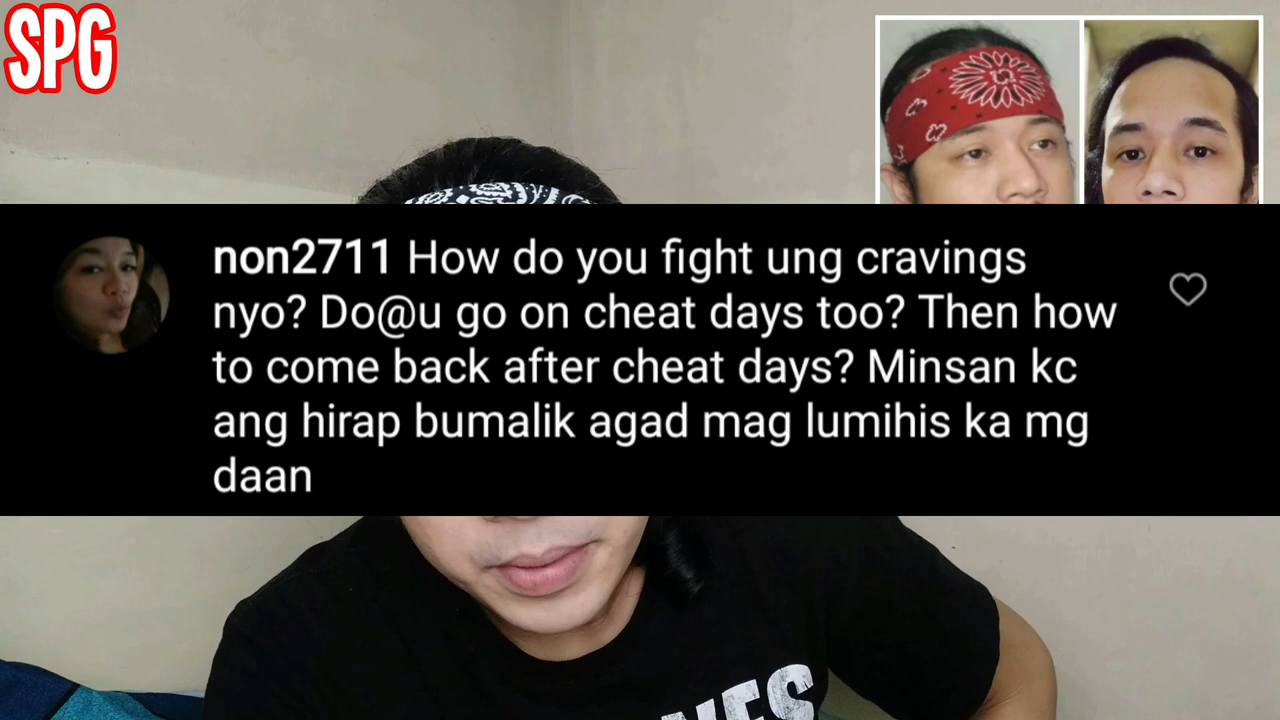 SPG
non2711 How do you fight ung cravings
nyo? Do@u go on cheat days too? Then how
to come back after cheat days? Minsan kc
ang hirap bumalik agad mag lumihis ka mg
daan